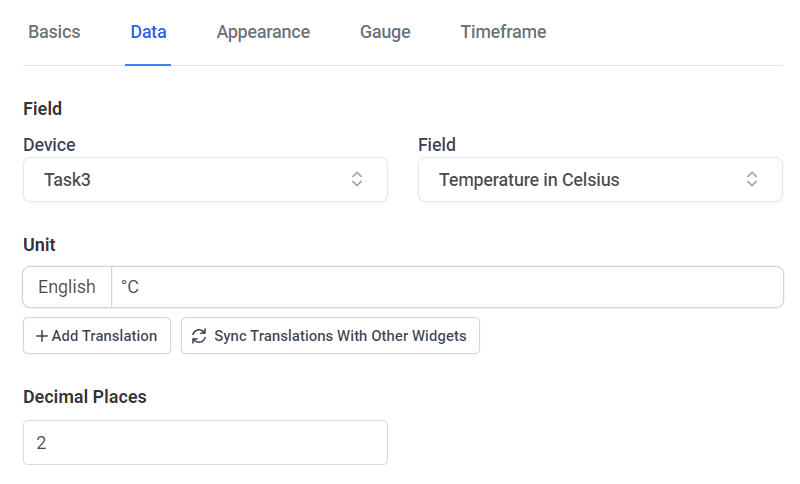 Basics Data Appearance Gauge Timeframe
Field
Device Field
Task3 Temperature in Celsius
Unit
English °C
Add Translation Sync Translations With Other Widgets
Decimal Places
2